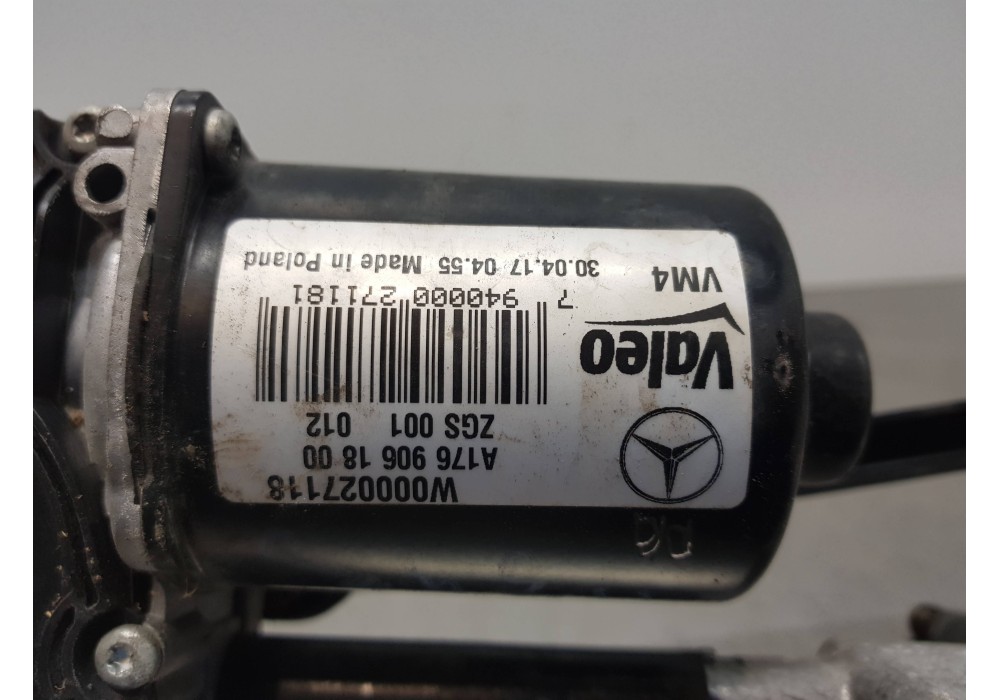 W000027118
A176 906 18 00
ZGS 001 012
Valeo
VM4
7 940000 271181
30.04.17 04.55 Made in Poland